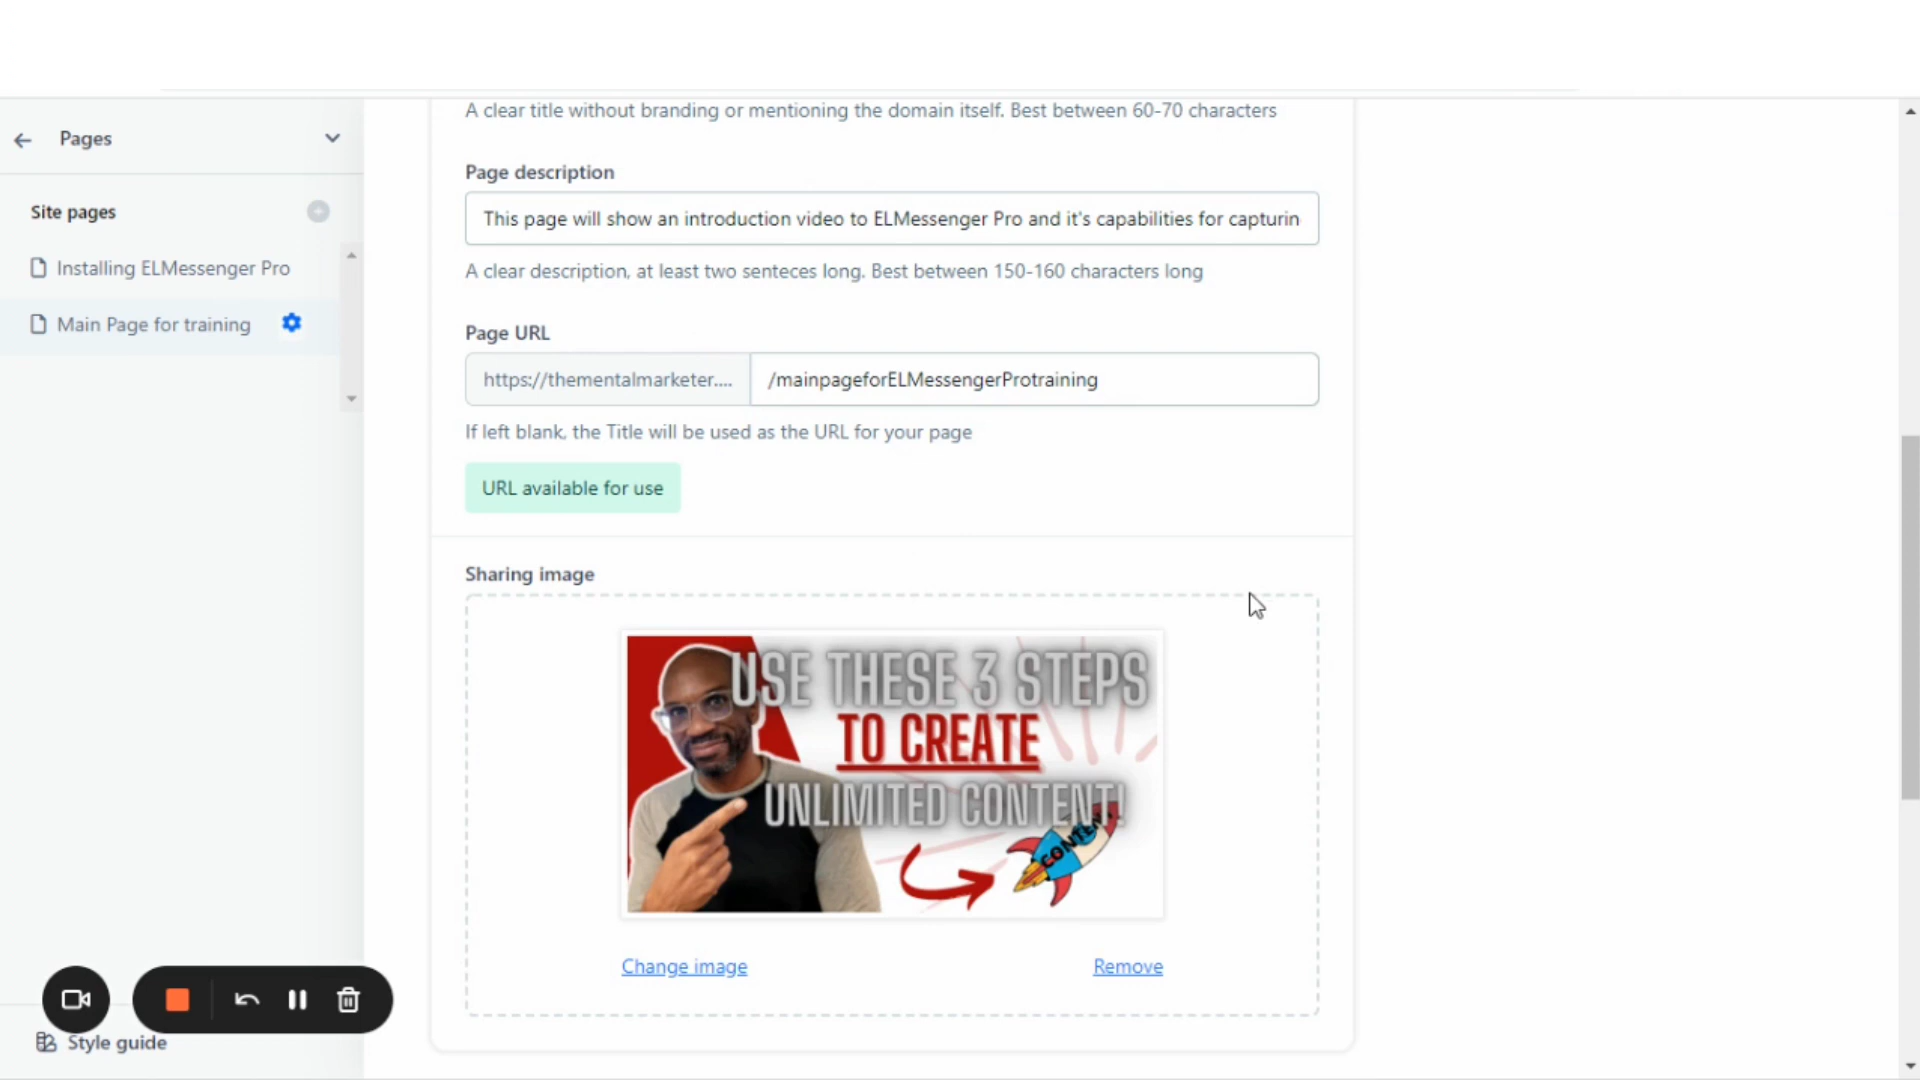 Pages
Site pages
Installing ELMessenger Pro
Main Page for training
A clear title without branding or mentioning the domain itself. Best between 60-70 characters
Page description
This page will show an introduction video to ELMessenger Pro and it's capabilities for capturin
A clear description, at least two senteces long. Best between 150-160 characters long
Page URL
https://thementalmarketer.... /mainpageforELMessengerProtraining
If left blank, the Title will be used as the URL for your page
URL available for use
Sharing image
USE THESE 3 STEPS
TO CREATE
UNLIMITED CONTENT!
CONTENT
Change image Remove
Style guide